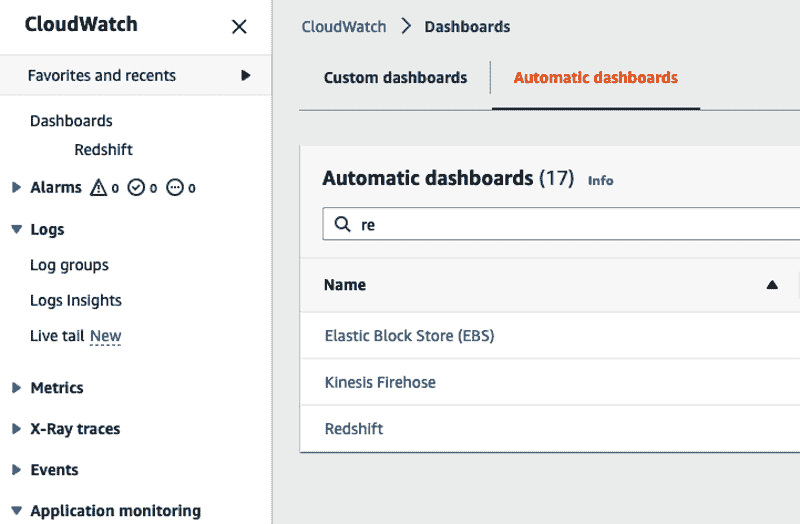 CloudWatch
Favorites and recents
Dashboards
Redshift
Alarms 0 0 0
Logs
Log groups
Logs Insights
Live tail New
Metrics
X-Ray traces
Events
Application monitoring
CloudWatch > Dashboards
Custom dashboards
Automatic dashboards
Automatic dashboards (17) Info
re
Name
Elastic Block Store (EBS)
Kinesis Firehose
Redshift